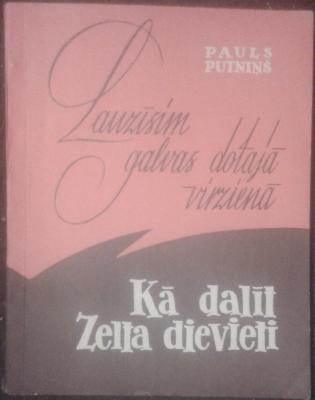 PAULS
PUTNIŅŠ
Lauzīsim
galvas dotajā
virzienā
Kā dalīt
Zelta dievieti